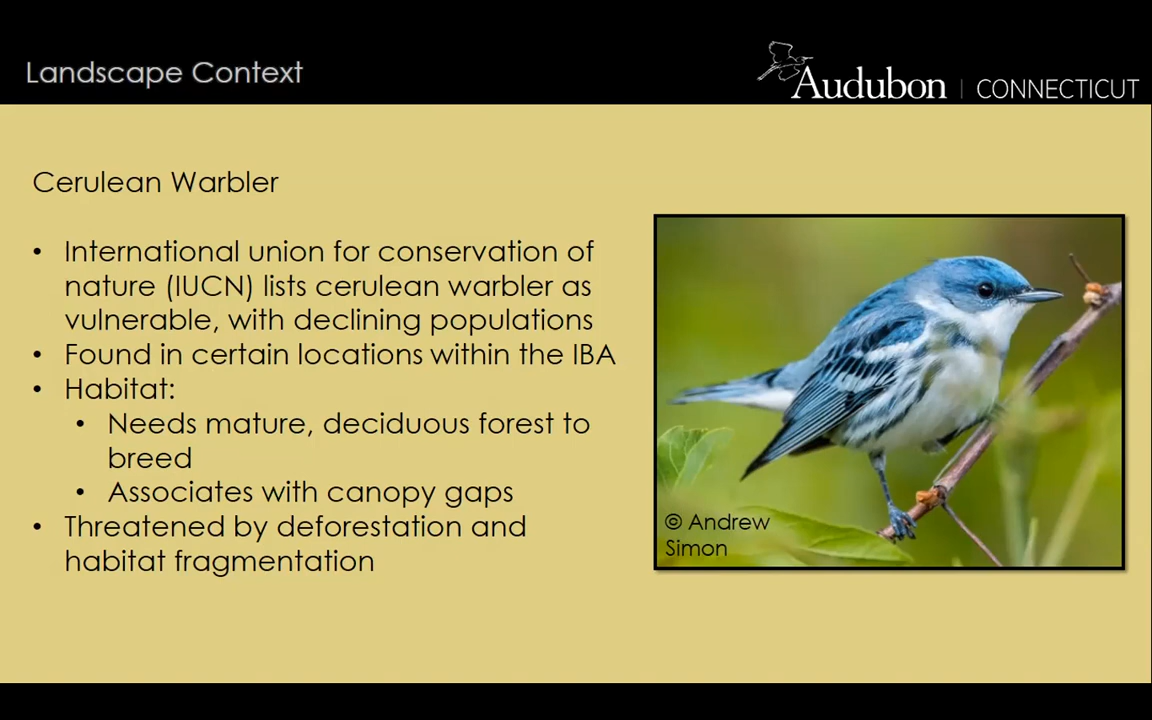 Landscape Context
Audubon | CONNECTICUT
Cerulean Warbler
• International union for conservation of
nature (IUCN) lists cerulean warbler as
vulnerable, with declining populations
• Found in certain locations within the IBA
• Habitat:
• Needs mature, deciduous forest to
breed
• Associates with canopy gaps
• Threatened by deforestation and
habitat fragmentation
© Andrew
Simon